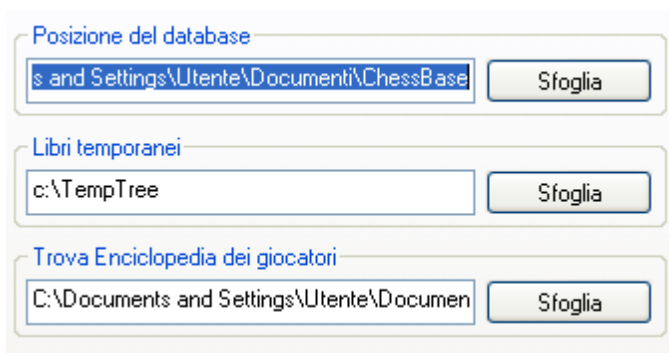 Posizione del database
s and Settings\Utente\Documenti\ChessBase Sfoglia
Libri temporanei
c:\TempTree Sfoglia
Trova Enciclopedia dei giocatori
C:\Documents and Settings\Utente\Documen Sfoglia